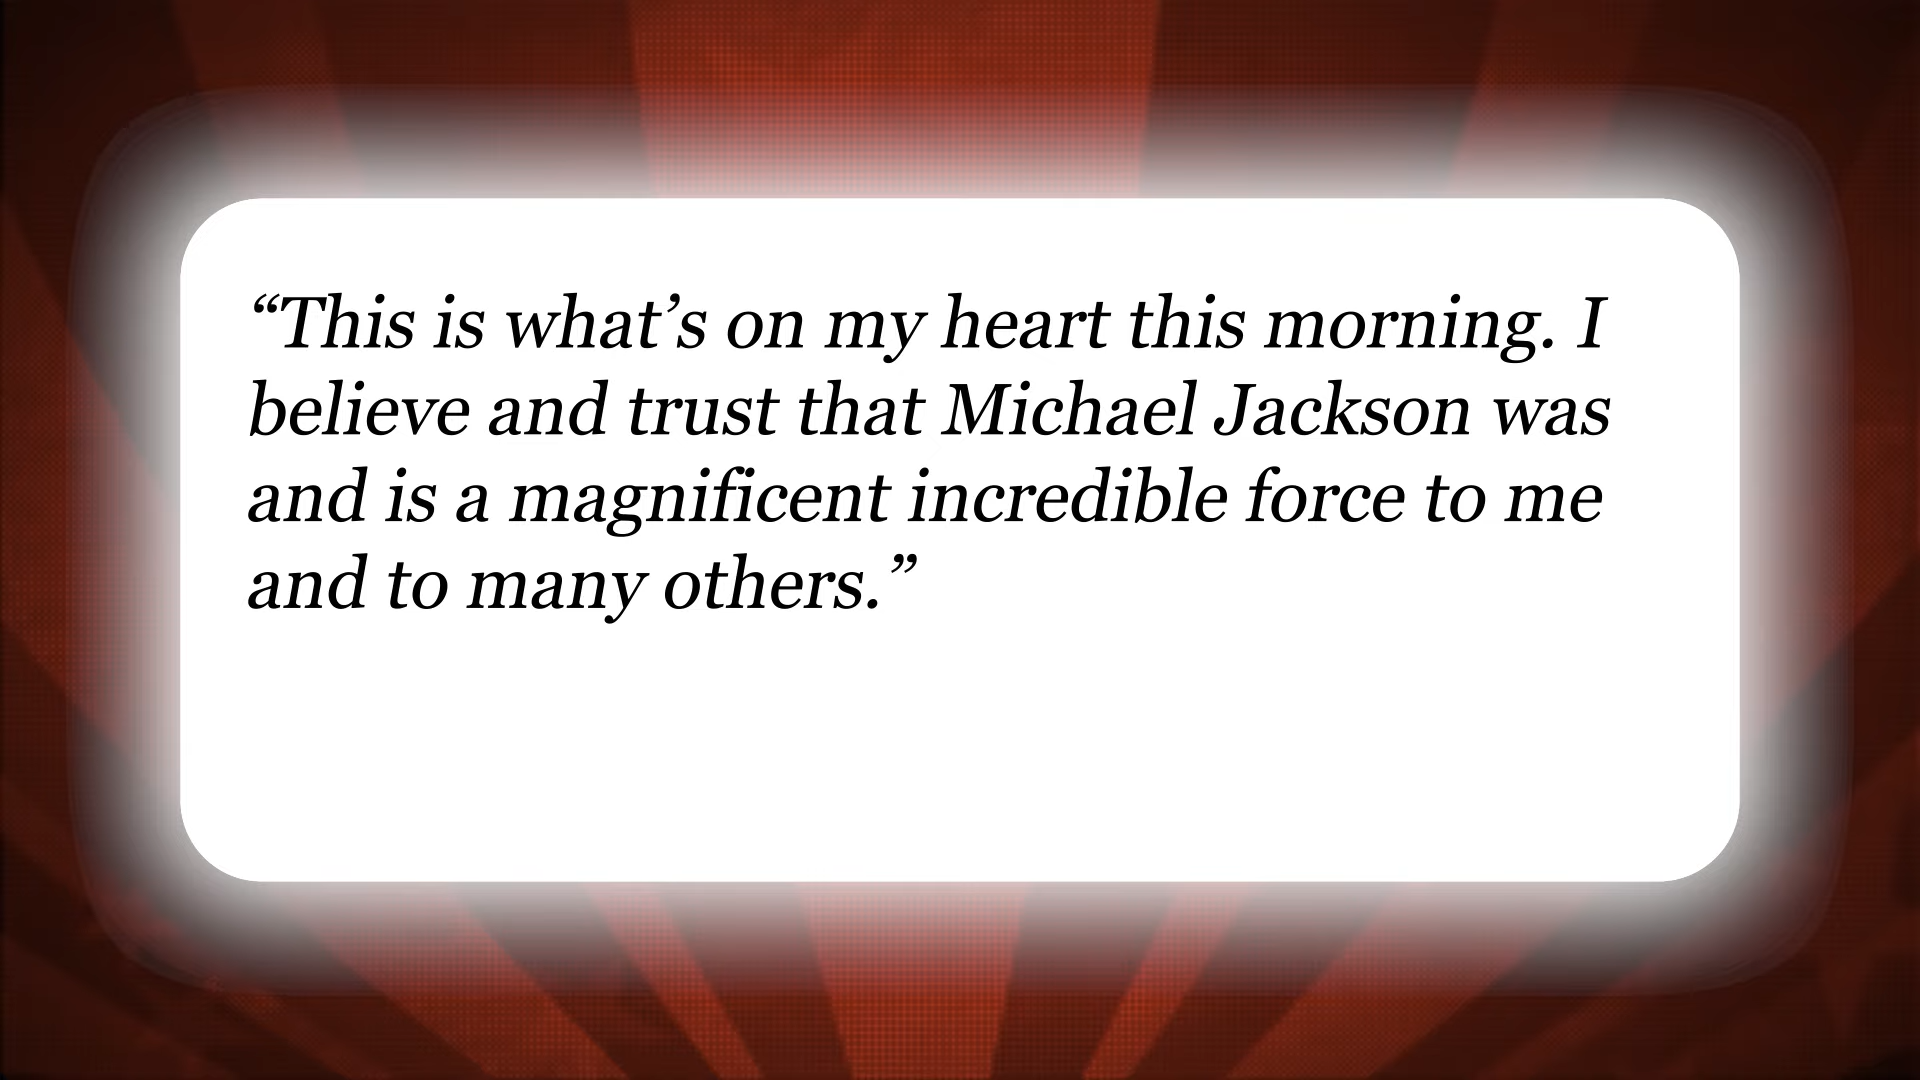 “This is what’s on my heart this morning. I
believe and trust that Michael Jackson was
and is a magnificent incredible force to me
and to many others.”